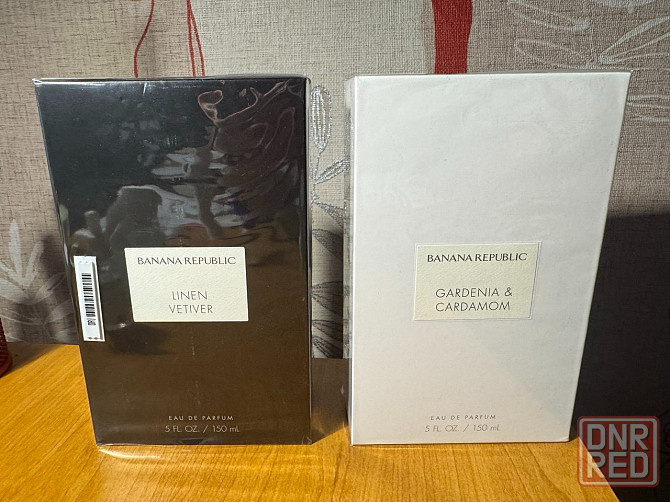 BANANA REPUBLIC
LINEN
VETIVER
EAU DE PARFUM
5 FL. OZ. / 150 mL
BANANA REPUBLIC
GARDENIA &
CARDAMOM
EAU DE PARFUM
5 FL. OZ. / 150 mL
DNR
RED